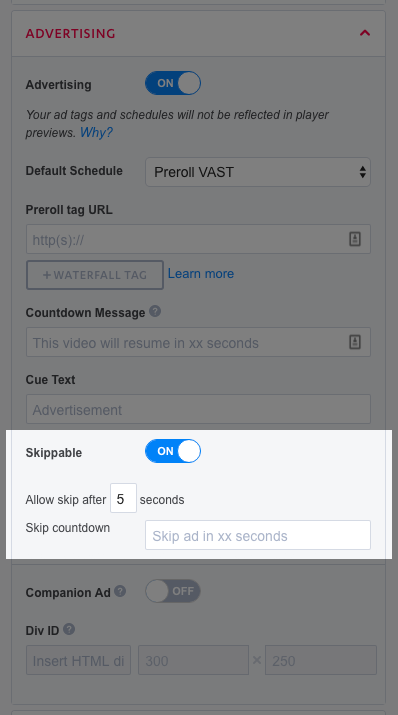 ADVERTISING
Advertising ON
Your ad tags and schedules will not be reflected in player
previews. Why?
Default Schedule Preroll VAST
Preroll tag URL
http(s)://
+ WATERFALL TAG Learn more
Countdown Message ?
This video will resume in xx seconds
Cue Text
Advertisement
Skippable ON
Allow skip after 5 seconds
Skip countdown Skip ad in xx seconds
Companion Ad ? OFF
Div ID ?
Insert HTML di 300 × 250